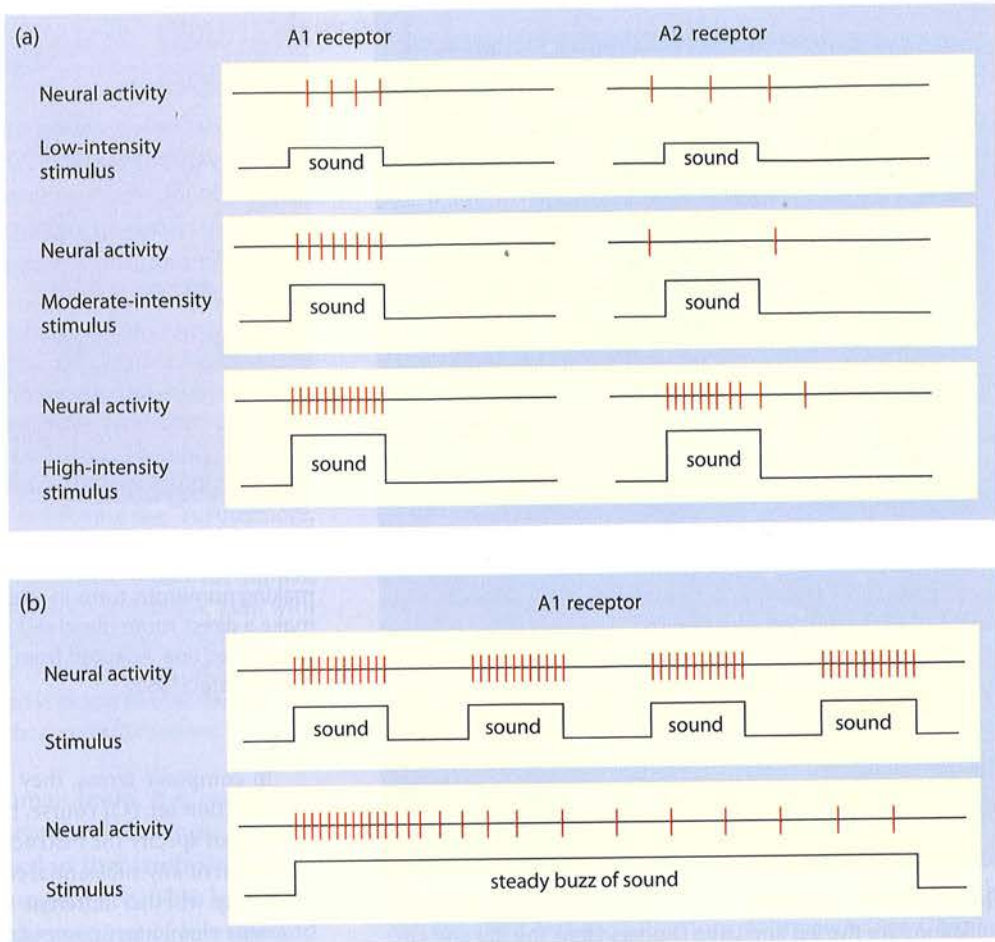 (a)
A1 receptor A2 receptor
Neural activity
Low-intensity
stimulus
sound sound
Neural activity
Moderate-intensity
stimulus
sound sound
Neural activity
High-intensity
stimulus
sound sound
(b)
A1 receptor
Neural activity
Stimulus
sound sound sound sound
Neural activity
Stimulus
steady buzz of sound